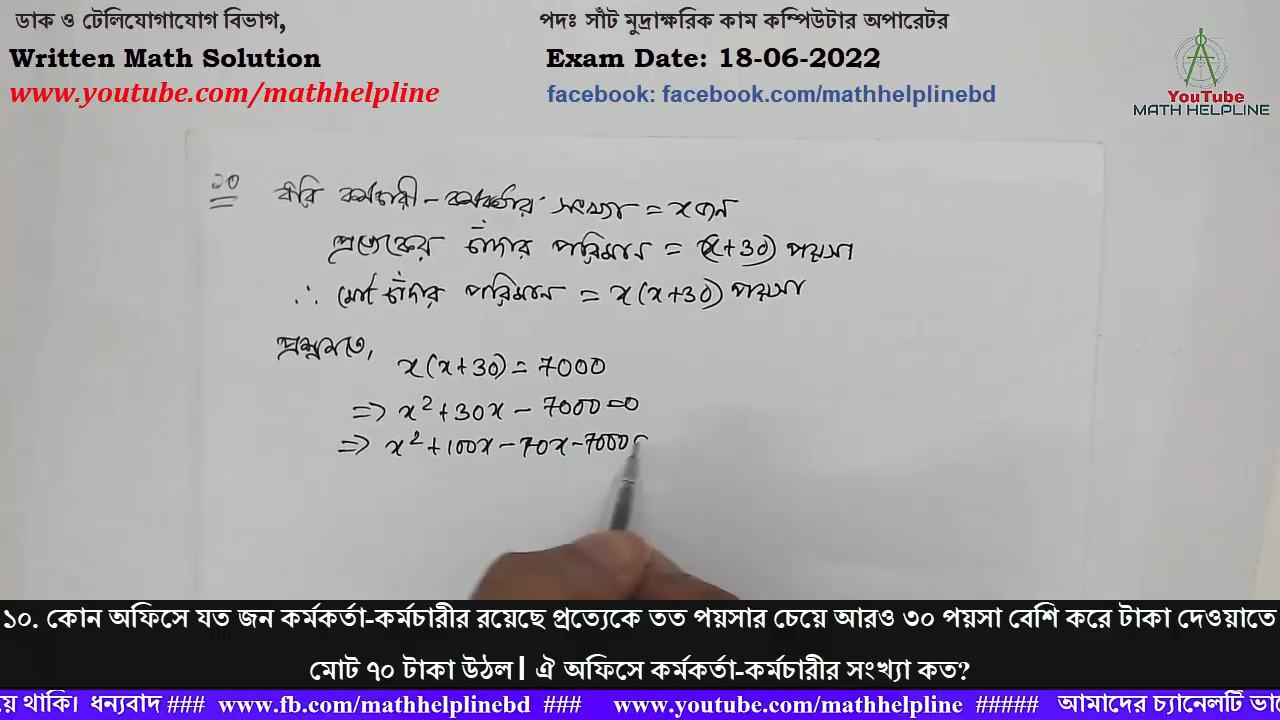 ডাক ও টেলিযোগাযোগ বিভাগ,
পদঃ সাঁট মুদ্রাক্ষরিক কাম কম্পিউটার অপারেটর
Written Math Solution
Exam Date: 18-06-2022
www.youtube.com/mathhelpline
facebook: facebook.com/mathhelplinebd
YouTube
MATH HELPLINE
১০ ধরি কর্মচারী-কর্মকর্তার সংখ্যা = x জন
প্রত্যেকের চাঁদার পরিমান = (x+30) পয়সা
∴ মোট চাঁদার পরিমান = x(x+30) পয়সা
প্রশ্নমতে,
x(x+30) = 7000
⇒ x² + 30x - 7000 = 0
⇒ x² + 100x - 70x - 7000
১০. কোন অফিসে যত জন কর্মকর্তা-কর্মচারীর রয়েছে প্রত্যেকে তত পয়সার চেয়ে আরও ৩০ পয়সা বেশি করে টাকা দেওয়াতে
মোট ৭০ টাকা উঠল। ঐ অফিসে কর্মকর্তা-কর্মচারীর সংখ্যা কত?
য়ে থাকি। ধন্যবাদ ### www.fb.com/mathhelplinebd ### www.youtube.com/mathhelpline ##### আমাদের চ্যানেলটি ভা